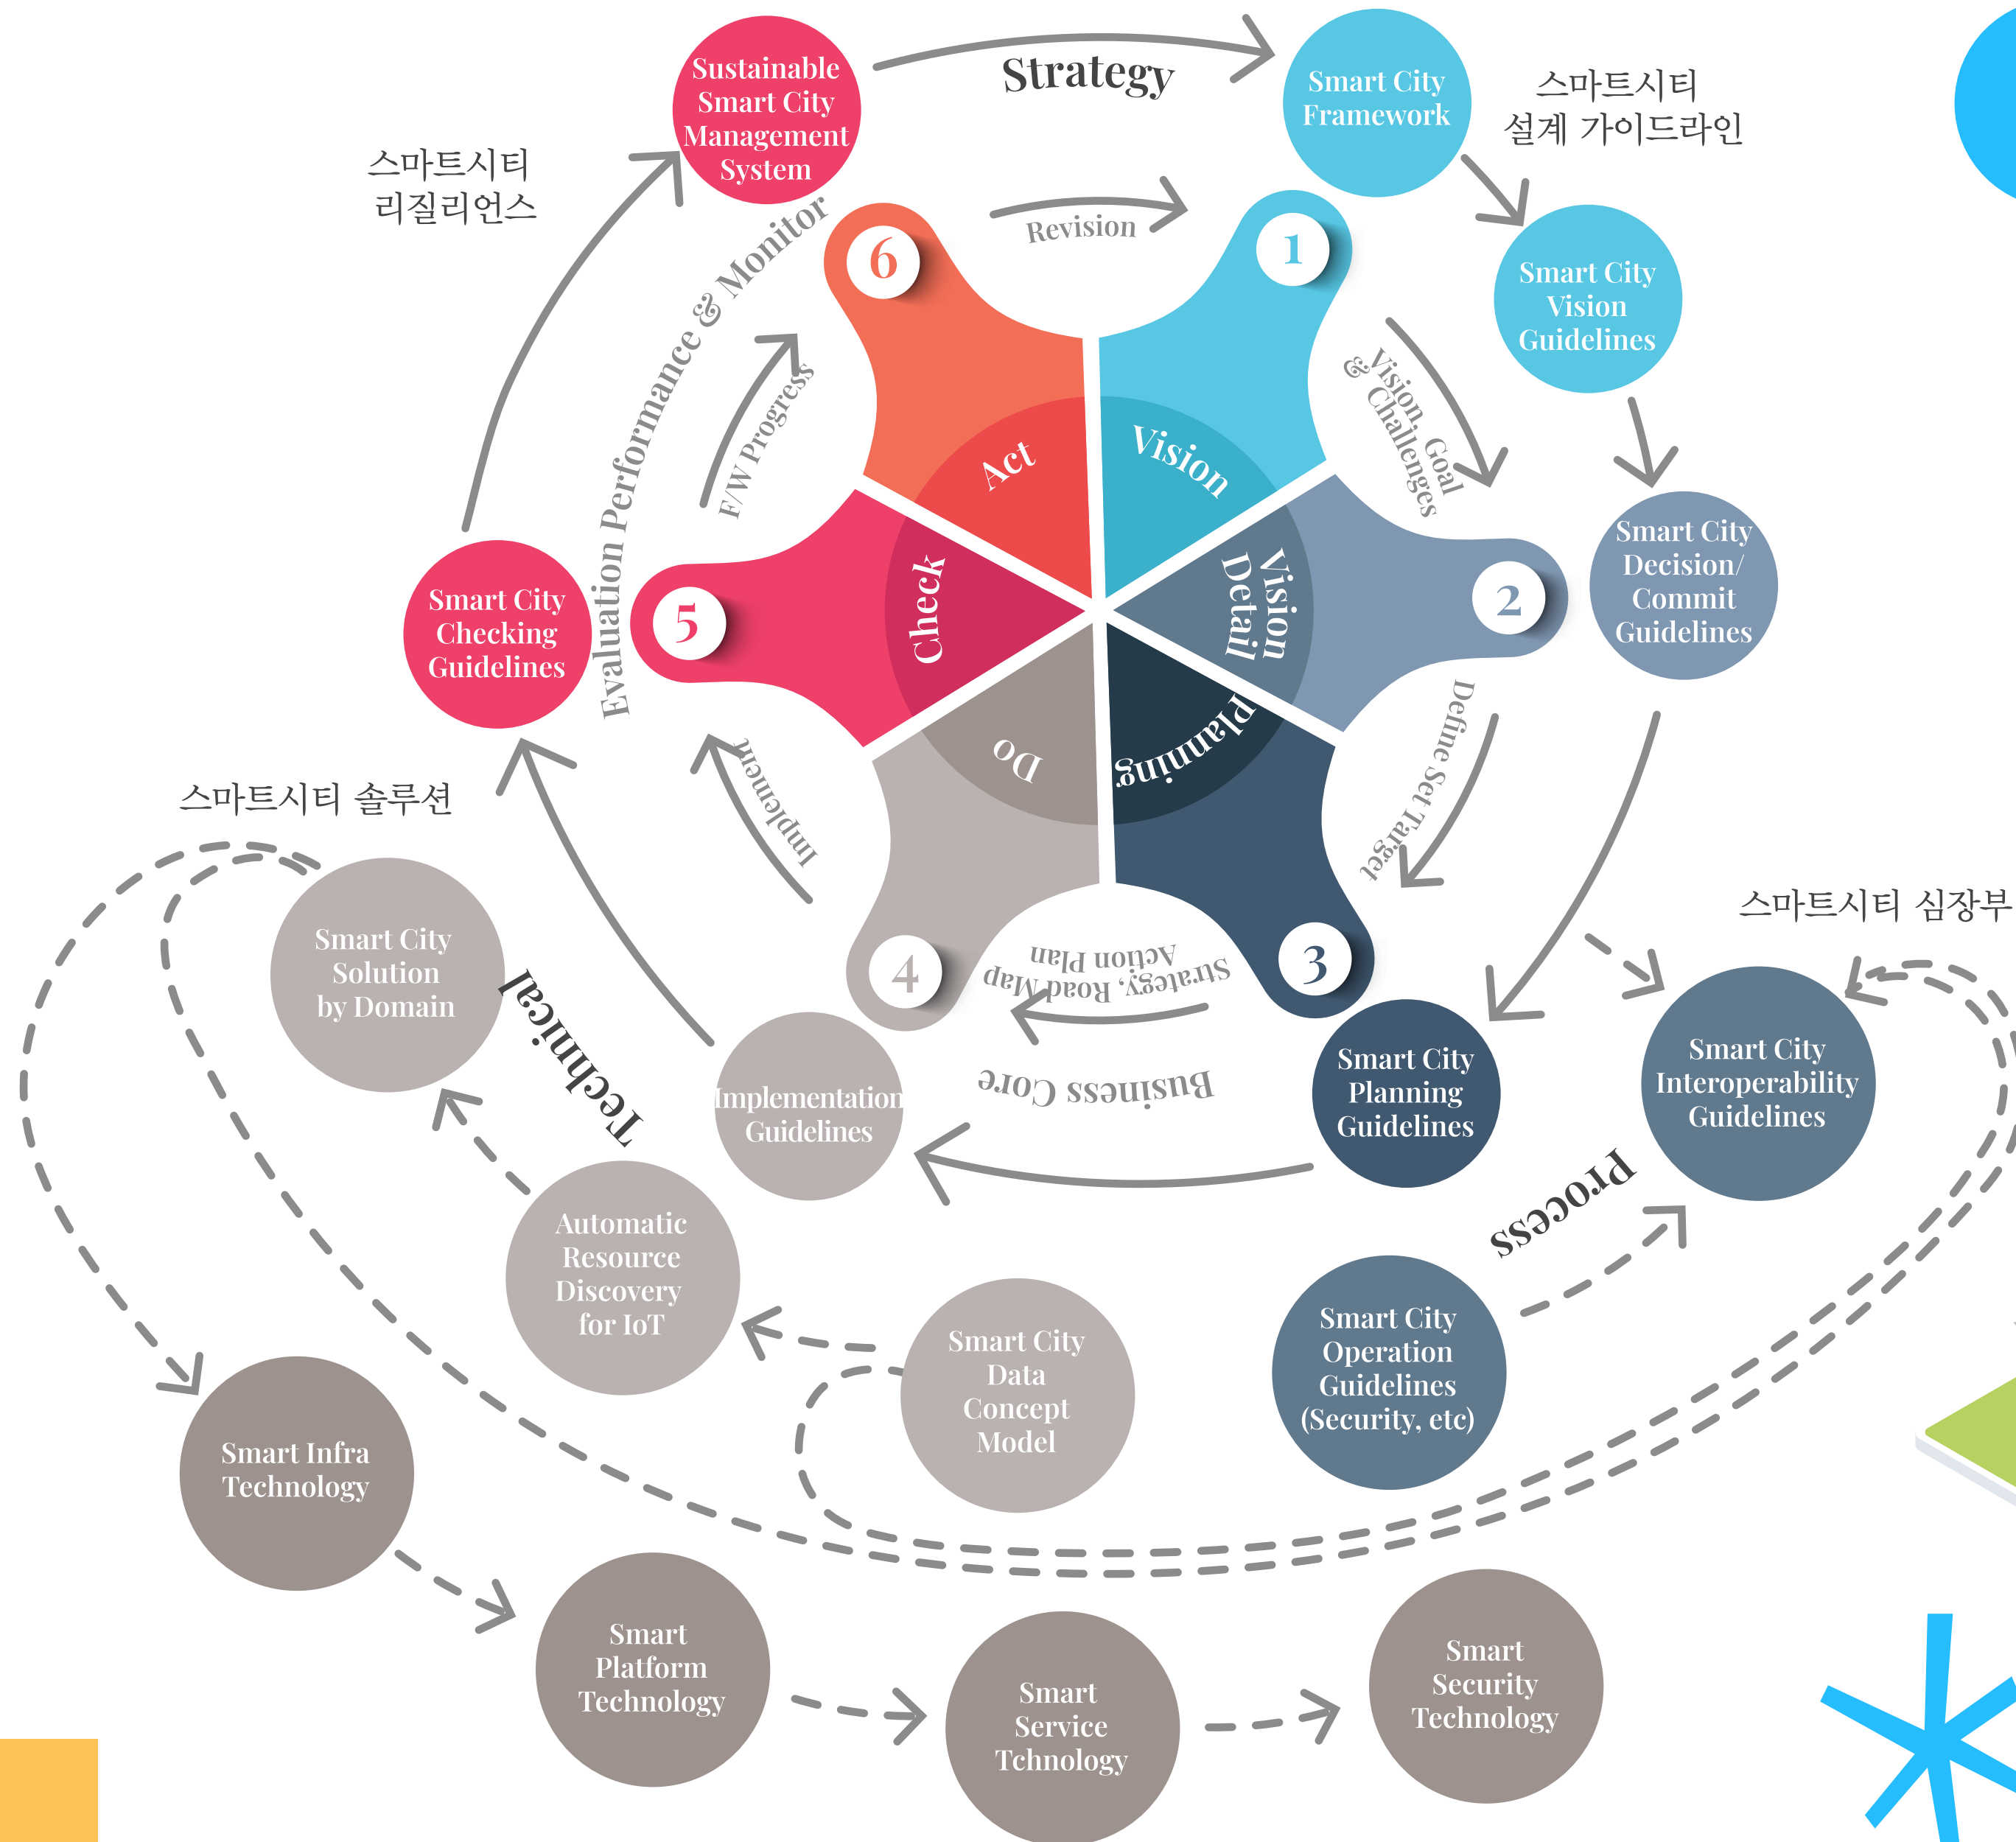 Sustainable
Smart City
Management
System
Strategy
Smart City
Framework
스마트시티
설계 가이드라인
스마트시티
리질리언스
Revision
6
1
Smart City
Vision
Guidelines
Evaluation Performance & Monitor
F/W Progress
Vision, Goal
& Challenges
Act
Vision
Smart City
Decision/
Commit
Guidelines
Smart City
Checking
Guidelines
5
Check
Vision
Detail
2
Do
Planning
Implement
Define Set Target
스마트시티 솔루션
스마트시티 심장부
Smart City
Solution
by Domain
4
3
Strategy, Road Map
Action Plan
Technical
Business Core
Implementation
Guidelines
Smart City
Planning
Guidelines
Smart City
Interoperability
Guidelines
Process
Automatic
Resource
Discovery
for IoT
Smart City
Data
Concept
Model
Smart City
Operation
Guidelines
(Security, etc)
Smart Infra
Technology
Smart
Platform
Technology
Smart
Service
Tchnology
Smart
Security
Technology